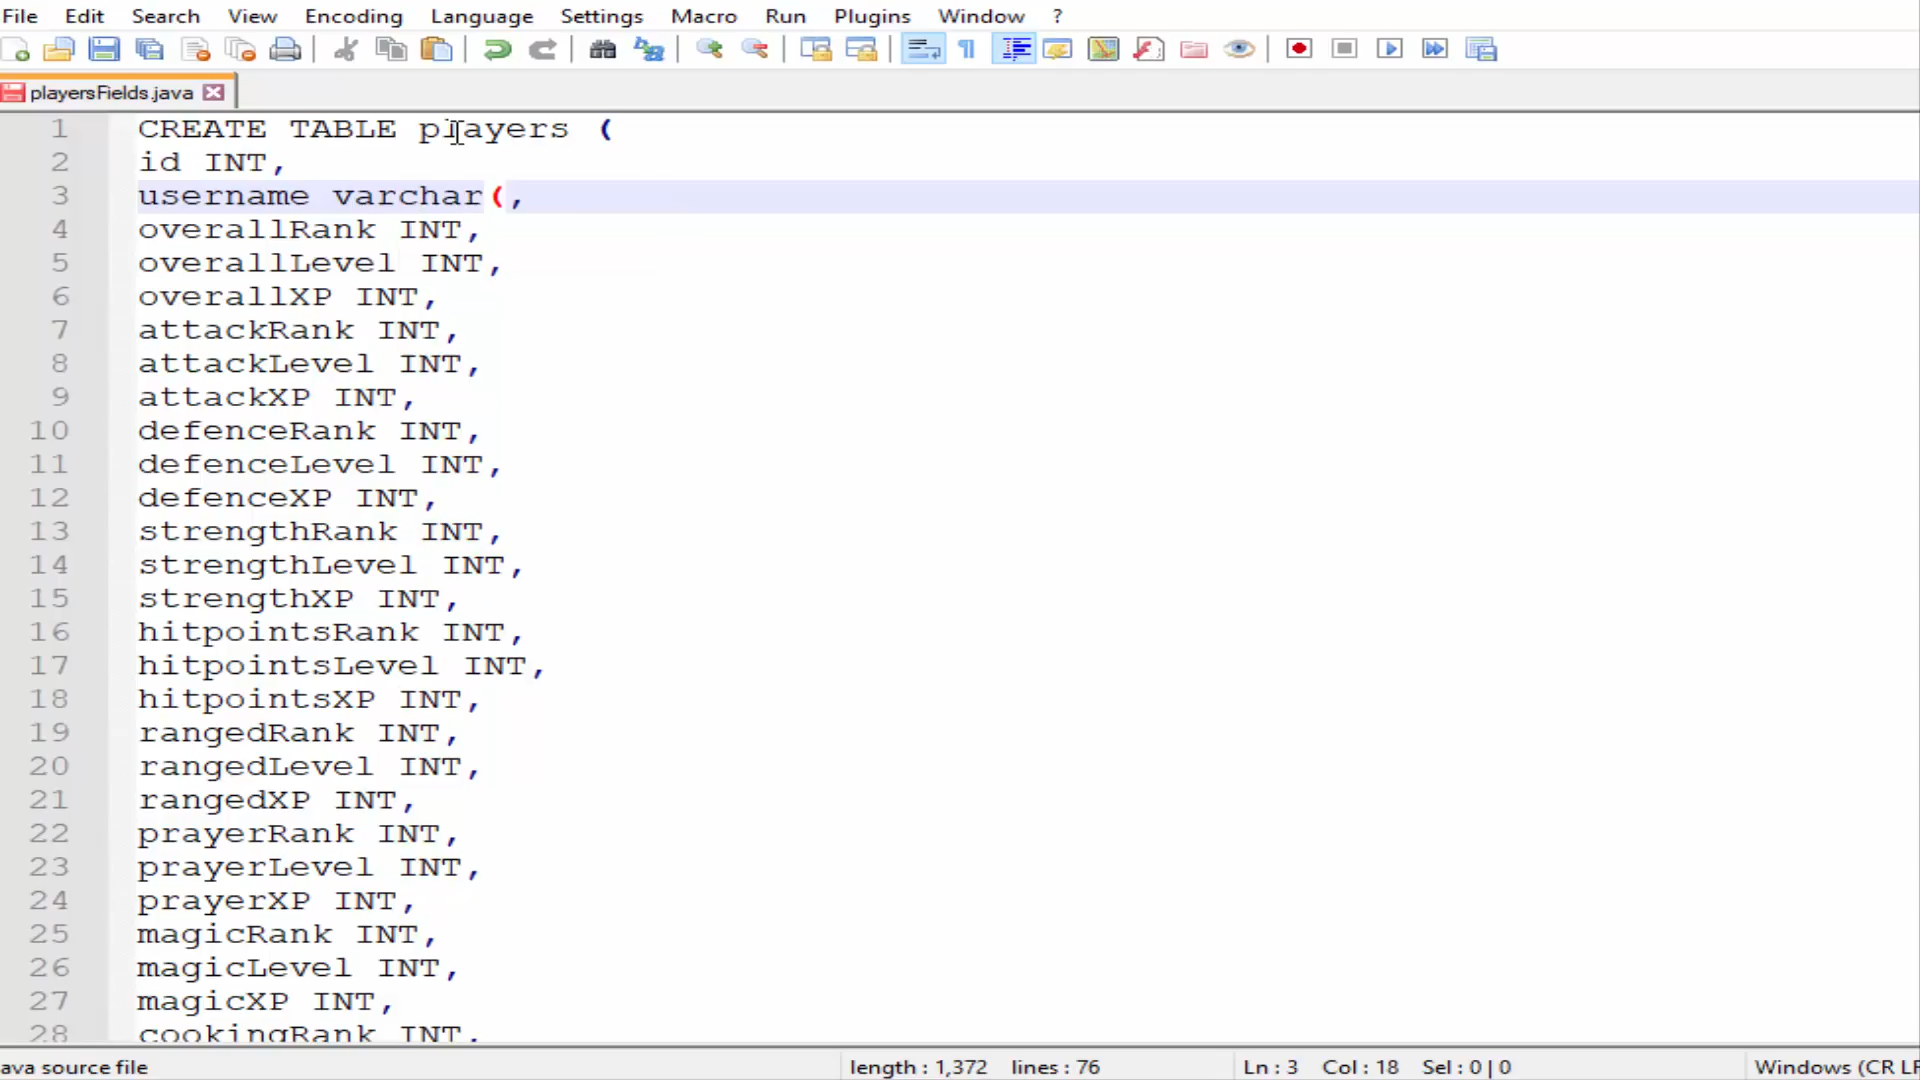 File Edit Search View Encoding Language Settings Macro Run Plugins Window ?
playersFields.java
1 CREATE TABLE players (
2 id INT,
3 username varchar(,
4 overallRank INT,
5 overallLevel INT,
6 overallXP INT,
7 attackRank INT,
8 attackLevel INT,
9 attackXP INT,
10 defenceRank INT,
11 defenceLevel INT,
12 defenceXP INT,
13 strengthRank INT,
14 strengthLevel INT,
15 strengthXP INT,
16 hitpointsRank INT,
17 hitpointsLevel INT,
18 hitpointsXP INT,
19 rangedRank INT,
20 rangedLevel INT,
21 rangedXP INT,
22 prayerRank INT,
23 prayerLevel INT,
24 prayerXP INT,
25 magicRank INT,
26 magicLevel INT,
27 magicXP INT,
28 cookingRank INT,
ava source file length : 1,372 lines : 76 Ln : 3 Col : 18 Sel : 0 | 0 Windows (CR LF